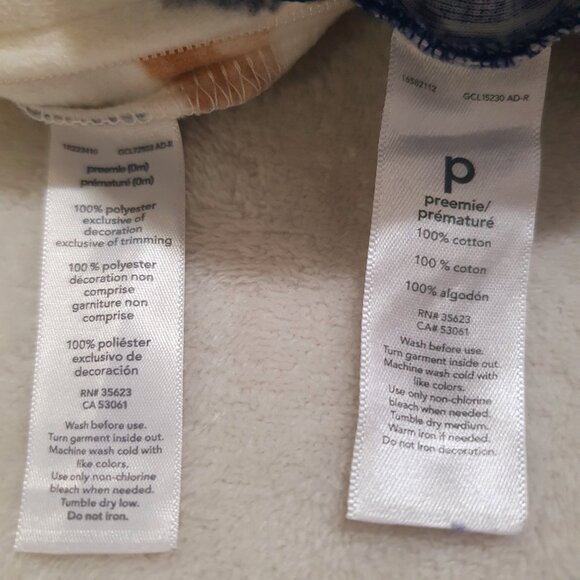 GCL72503 AD-R
preemie (0m)
prématuré (0m)
100% polyester
exclusive of
decoration
exclusive of trimming
100 % polyester
décoration non
comprise
garniture non
comprise
100% poliéster
exclusivo de
decoración
RN# 35623
CA 53061
Wash before use.
Turn garment inside out.
Machine wash cold with
like colors.
Use only non-chlorine
bleach when needed.
Tumble dry low.
Do not iron.
16582112 GCL15230 AD-R
p
preemie/
prématuré
100% cotton
100 % coton
100% algodón
RN# 35623
CA# 53061
Wash before use.
Turn garment inside out.
Machine wash cold with
like colors.
Use only non-chlorine
bleach when needed.
Tumble dry medium.
Warm iron if needed.
Do not iron decoration.